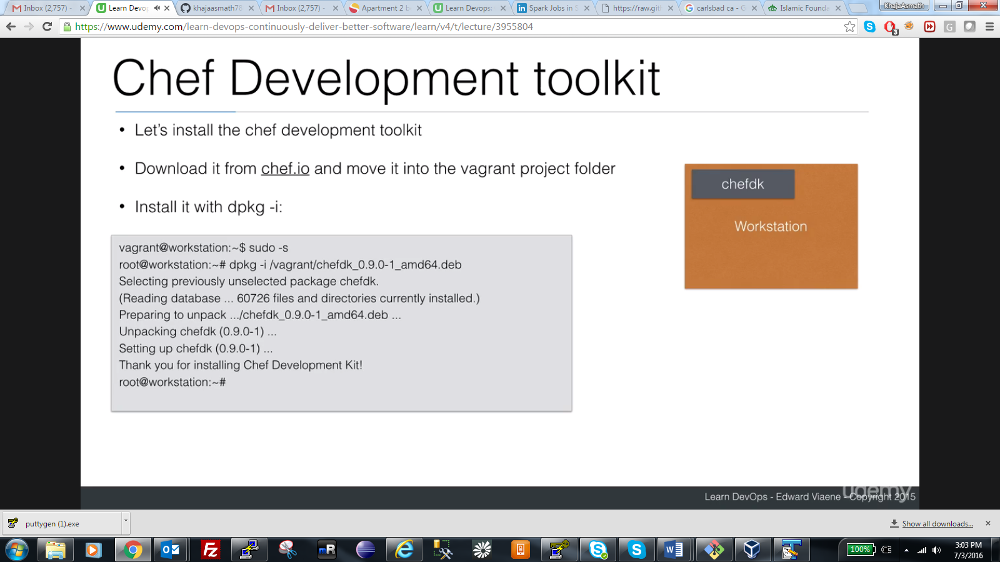 Inbox (2,757) -
Learn Devo
khajaasmath78
Inbox (2,757) -
Apartment 2 b
Learn Devops:
Spark Jobs in S
https://raw.git
carlsbad ca - G
Islamic Founda
KhajaAsmath
https://www.udemy.com/learn-devops-continuously-deliver-better-software/learn/v4/t/lecture/3955804
3
G
Chef Development toolkit
• Let's install the chef development toolkit
• Download it from chef.io and move it into the vagrant project folder
• Install it with dpkg -i:
chefdk
Workstation
vagrant@workstation:~$ sudo -s
root@workstation:~# dpkg -i /vagrant/chefdk_0.9.0-1_amd64.deb
Selecting previously unselected package chefdk.
(Reading database ... 60726 files and directories currently installed.)
Preparing to unpack .../chefdk_0.9.0-1_amd64.deb ...
Unpacking chefdk (0.9.0-1) ...
Setting up chefdk (0.9.0-1) ...
Thank you for installing Chef Development Kit!
root@workstation:~#
udemy
Learn DevOps - Edward Viaene - Copyright 2015
puttygen (1).exe
Show all downloads...
100%
3:03 PM
7/3/2016